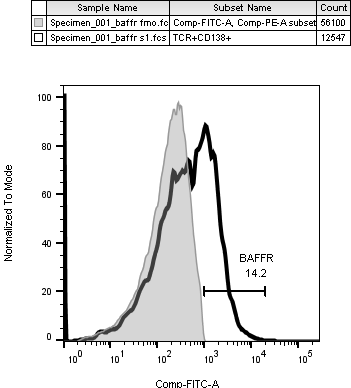 Sample Name Subset Name Count
Specimen_001_baffr fmo.fc Comp-FITC-A, Comp-PE-A subset 56100
Specimen_001_baffr s1.fcs TCR+CD138+ 12547
100
80
60
40
20
0
Normalized To Mode
BAFFR
14.2
10^0 10^1 10^2 10^3 10^4 10^5
Comp-FITC-A